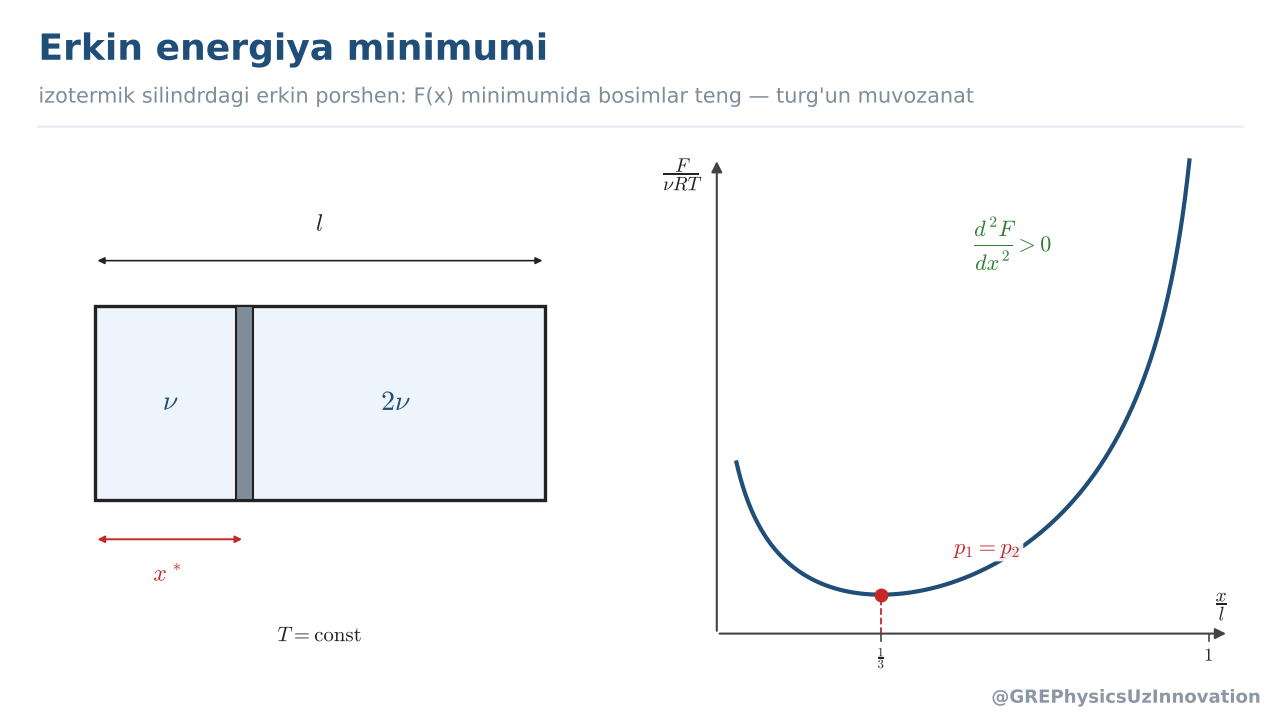 Erkin energiya minimumi
izotermik silindrdagi erkin porshen: F(x) minimumida bosimlar teng — turg'un muvozanat
l
ν
2ν
x*
T = const
F/νRT
d²F/dx² > 0
p₁ = p₂
x/l
1/3
1
@GREPhysicsUzInnovation